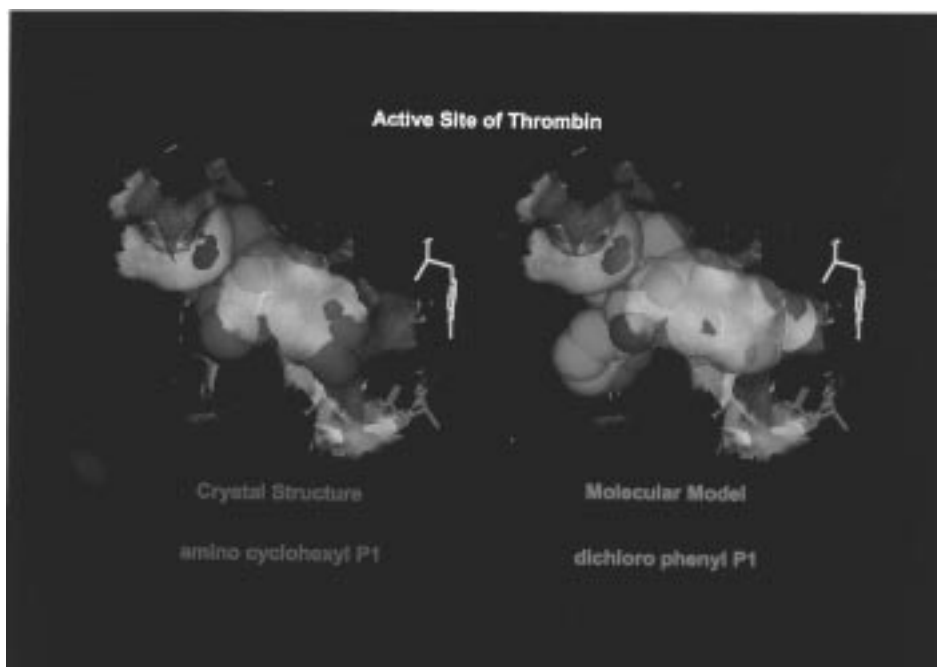 Active Site of Thrombin
Crystal Structure
Molecular Model
amino cyclohexyl P1
dichloro phenyl P1